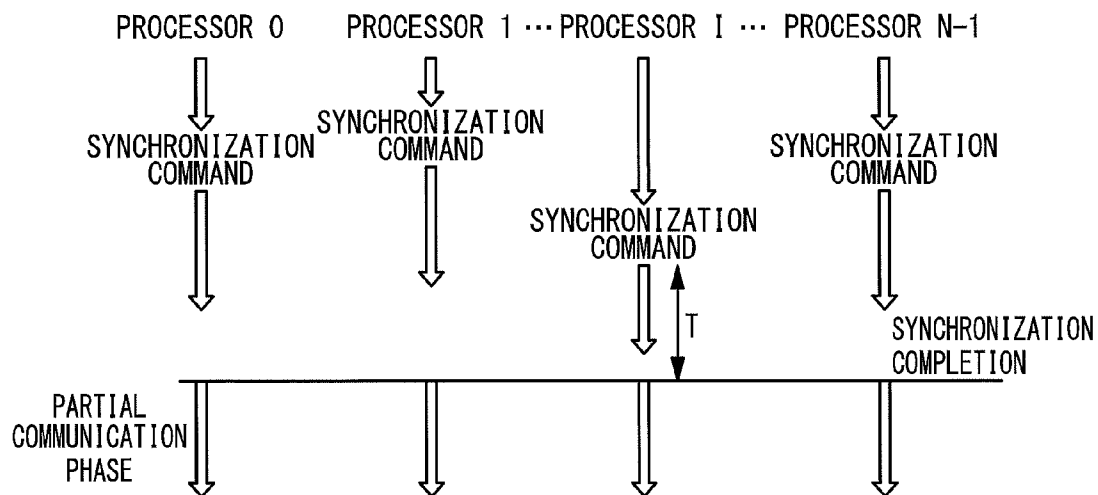 PROCESSOR 0 PROCESSOR 1 ··· PROCESSOR I ··· PROCESSOR N-1
SYNCHRONIZATION
COMMAND
SYNCHRONIZATION
COMMAND
SYNCHRONIZATION
COMMAND
SYNCHRONIZATION
COMMAND
T
SYNCHRONIZATION
COMPLETION
PARTIAL
COMMUNICATION
PHASE